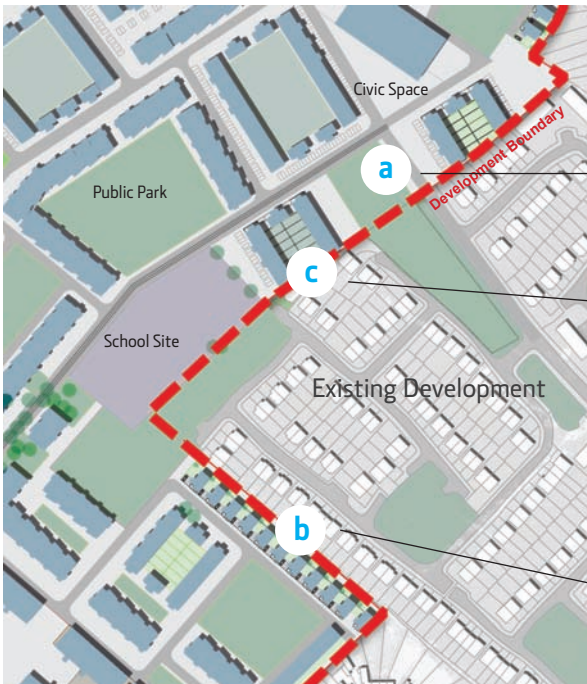 Civic Space
a
Development Boundary
Public Park
c
School Site
Existing Development
b